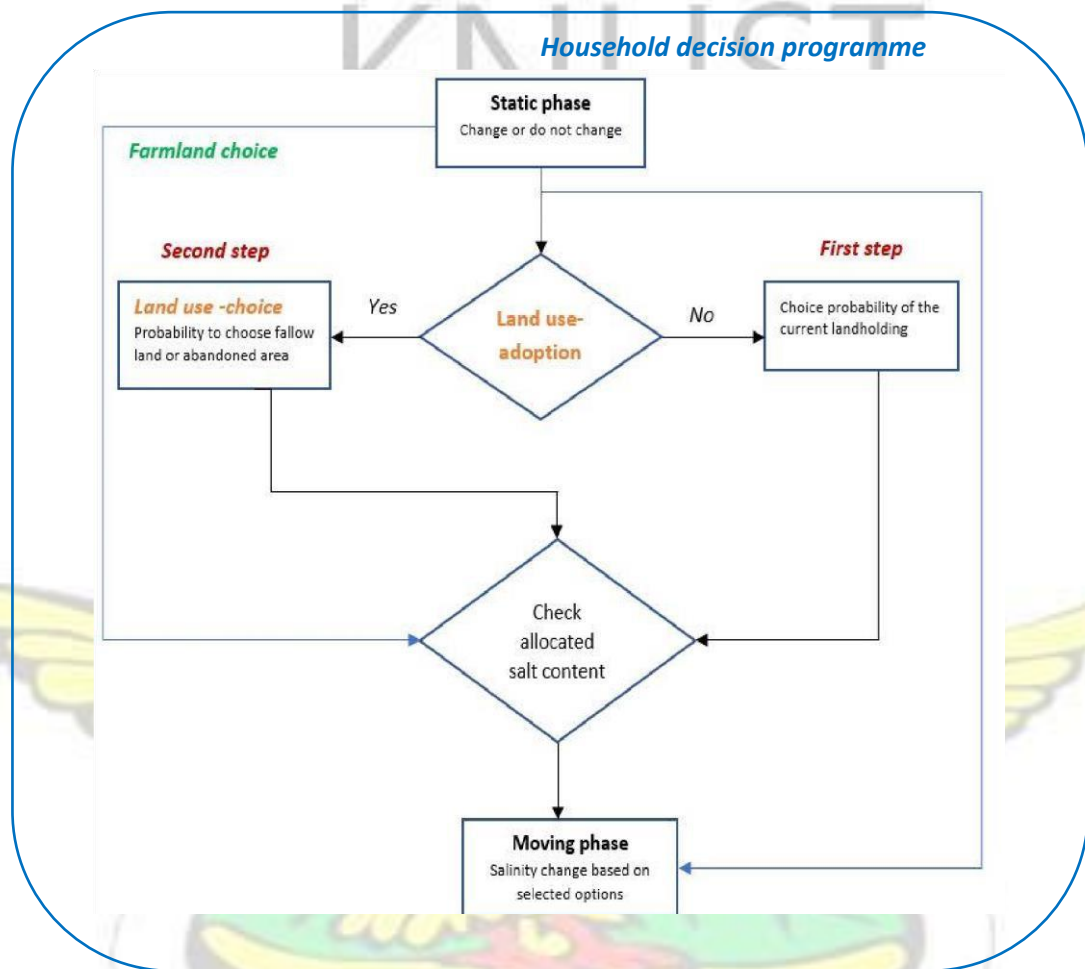 KNUST
Household decision programme
Static phase
Change or do not change
Farmland choice
Second step
First step
Land use -choice
Probability to choose fallow
land or abandoned area
Yes
Land use-
adoption
No
Choice probability of the
current landholding
Check
allocated
salt content
Moving phase
Salinity change based on
selected options